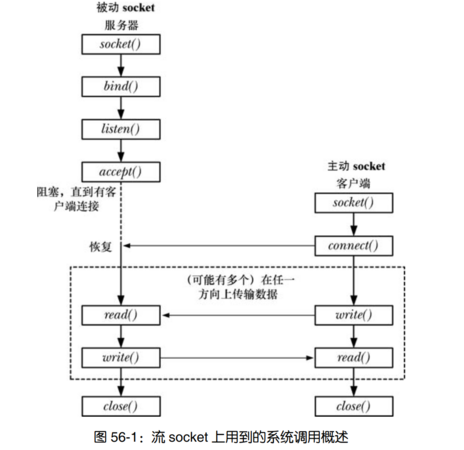 被动 socket
服务器
socket()
bind()
listen()
accept()
阻塞，直到有客
户端连接
主动 socket
客户端
socket()
恢复
connect()
（可能有多个）在任一
方向上传输数据
read()
write()
write()
read()
close()
close()
图 56-1：流 socket 上用到的系统调用概述